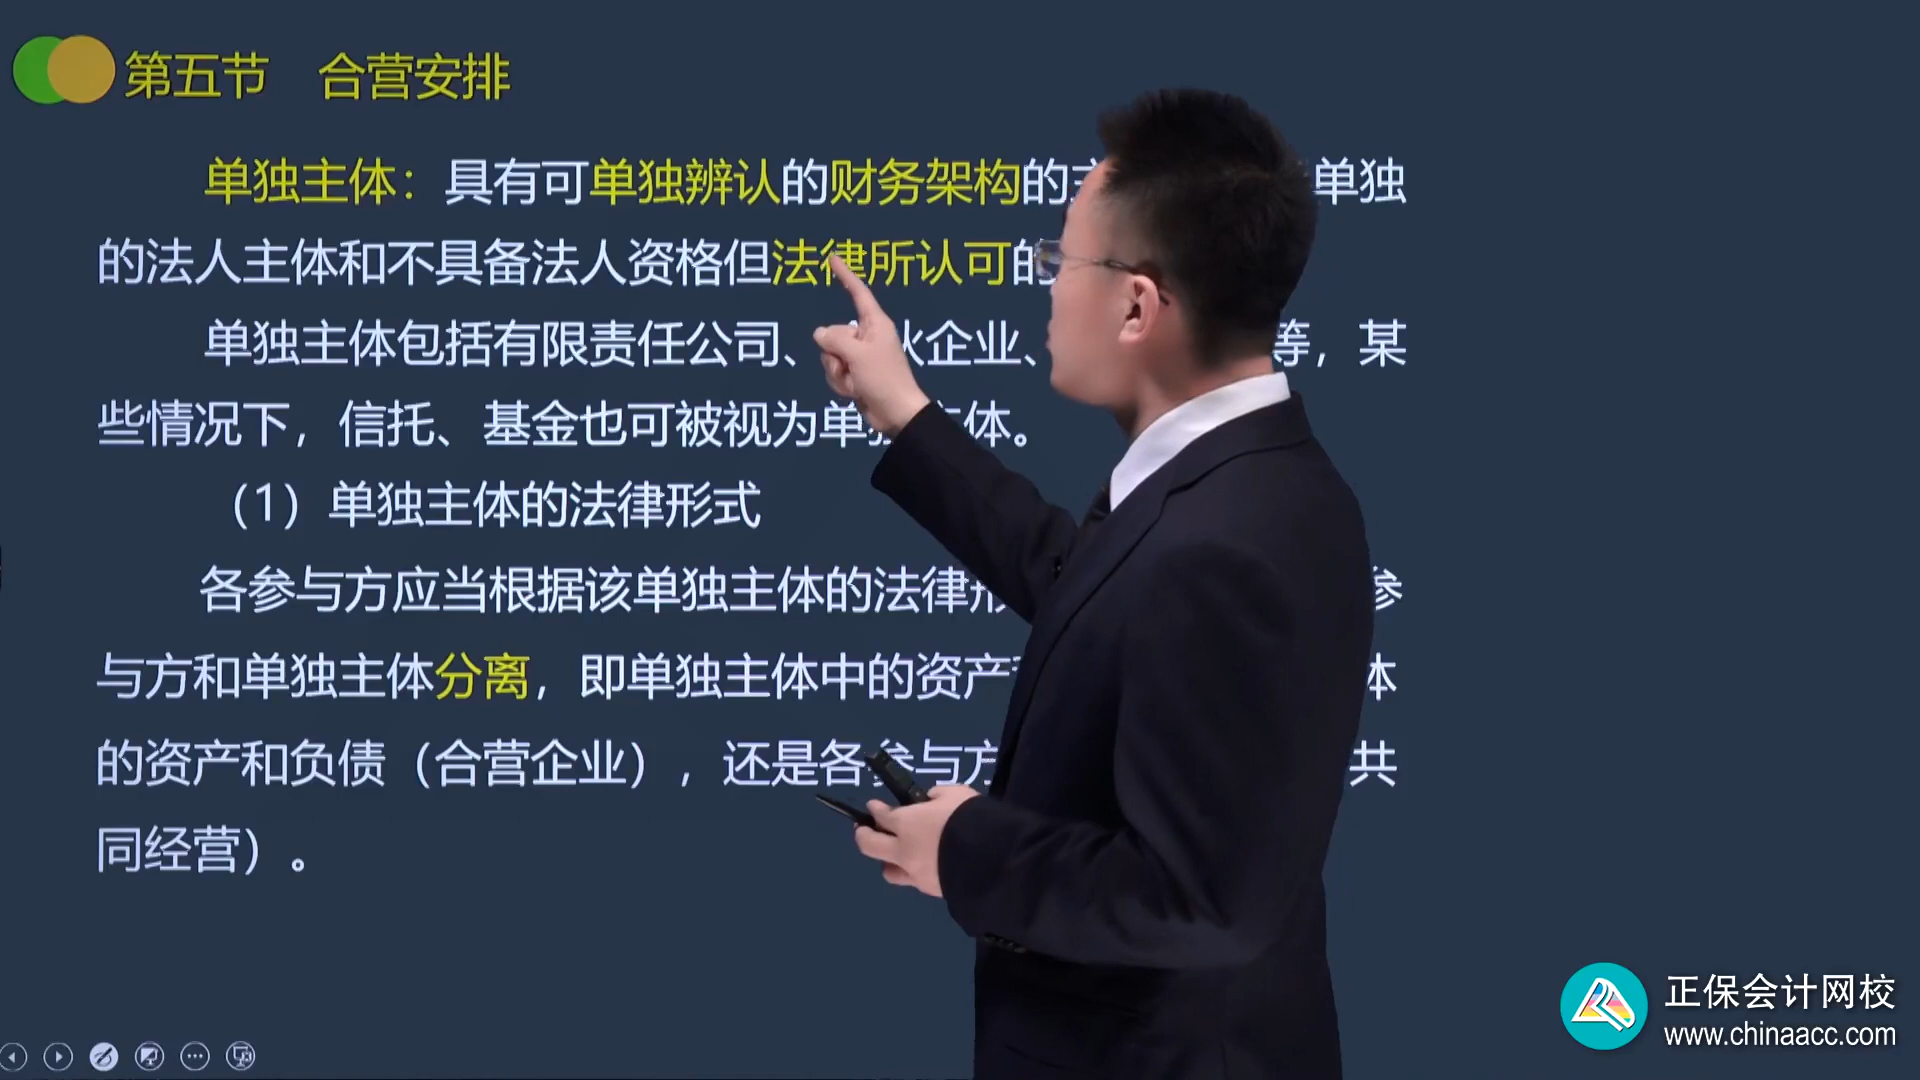 第五节 合营安排
单独主体：具有可单独辨认的财务架构的 单独
的法人主体和不具备法人资格但法律所认可的
单独主体包括有限责任公司、 伙企业、 等，某
些情况下，信托、基金也可被视为单独主体。
（1）单独主体的法律形式
各参与方应当根据该单独主体的法律形 参
与方和单独主体分离，即单独主体中的资产 体
的资产和负债（合营企业），还是各参与方 共
同经营）。
正保会计网校
www.chinaacc.com